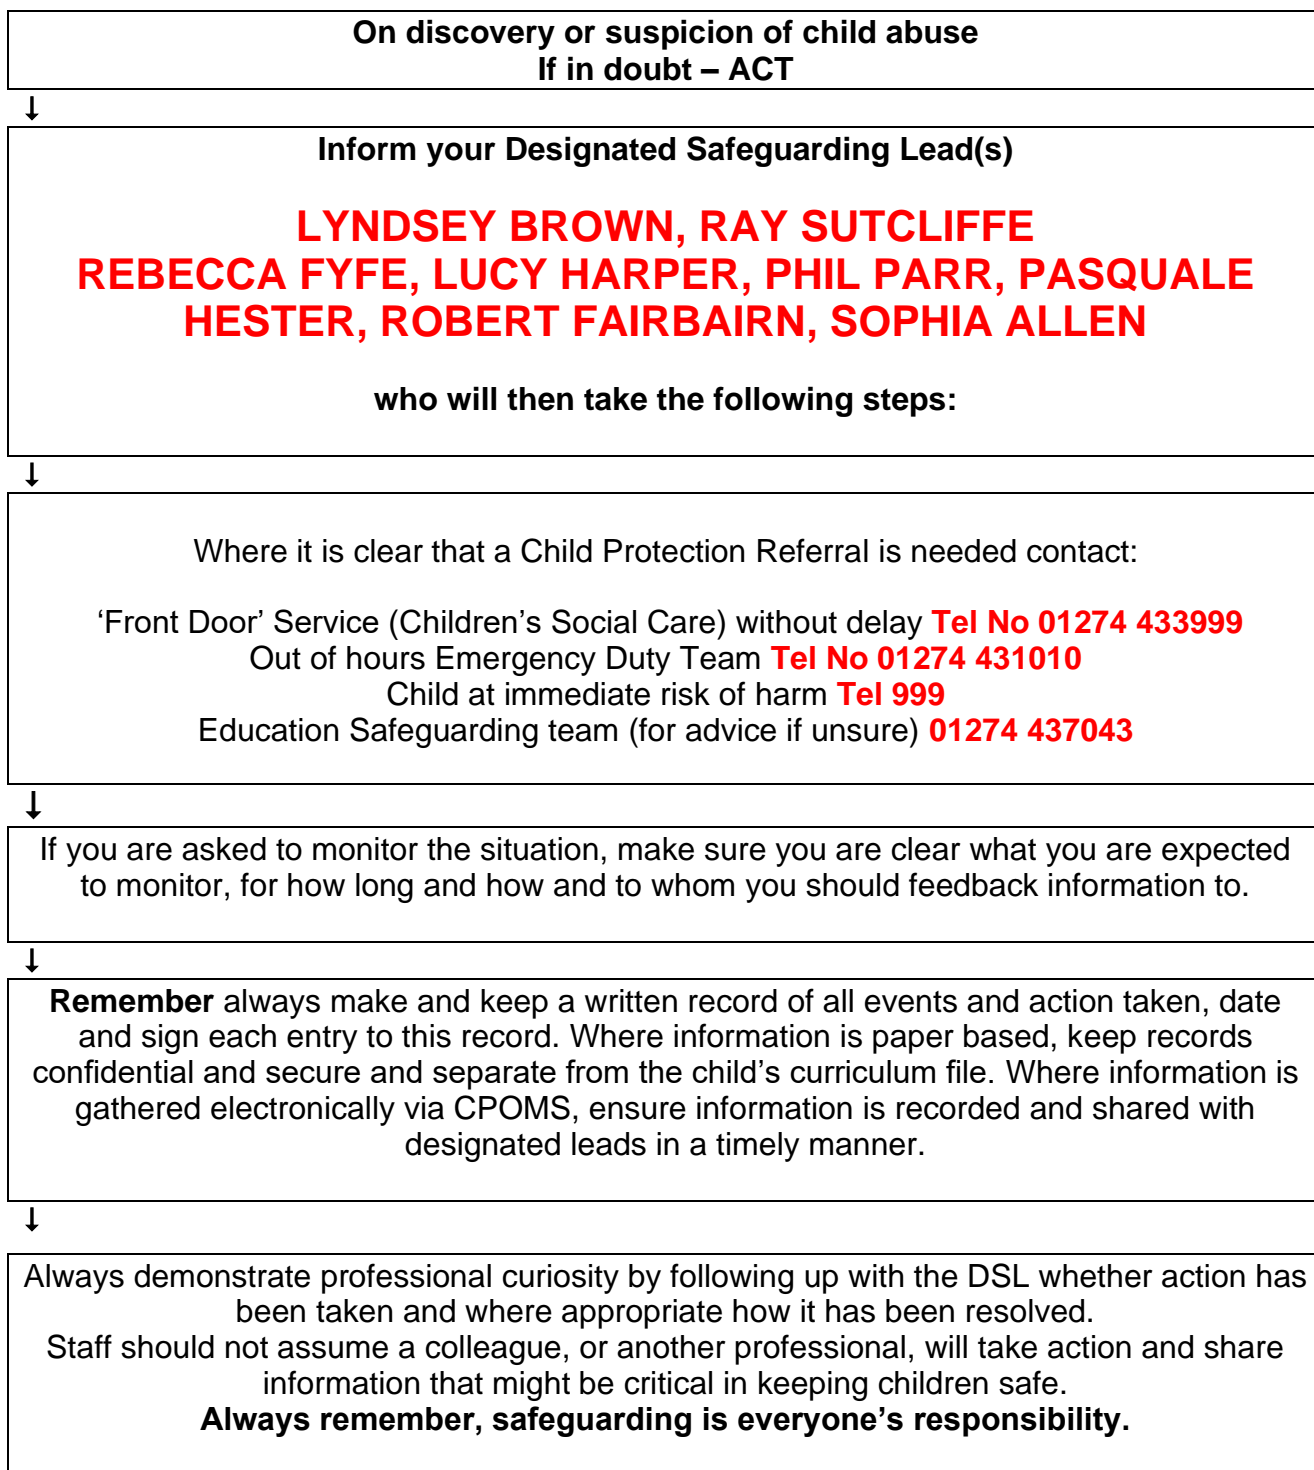 On discovery or suspicion of child abuse
If in doubt – ACT
↓
Inform your Designated Safeguarding Lead(s)
LYNDSEY BROWN, RAY SUTCLIFFE
REBECCA FYFE, LUCY HARPER, PHIL PARR, PASQUALE
HESTER, ROBERT FAIRBAIRN, SOPHIA ALLEN
who will then take the following steps:
↓
Where it is clear that a Child Protection Referral is needed contact:
‘Front Door’ Service (Children’s Social Care) without delay Tel No 01274 433999
Out of hours Emergency Duty Team Tel No 01274 431010
Child at immediate risk of harm Tel 999
Education Safeguarding team (for advice if unsure) 01274 437043
↓
If you are asked to monitor the situation, make sure you are clear what you are expected
to monitor, for how long and how and to whom you should feedback information to.
↓
Remember always make and keep a written record of all events and action taken, date
and sign each entry to this record. Where information is paper based, keep records
confidential and secure and separate from the child’s curriculum file. Where information is
gathered electronically via CPOMS, ensure information is recorded and shared with
designated leads in a timely manner.
↓
Always demonstrate professional curiosity by following up with the DSL whether action has
been taken and where appropriate how it has been resolved.
Staff should not assume a colleague, or another professional, will take action and share
information that might be critical in keeping children safe.
Always remember, safeguarding is everyone’s responsibility.